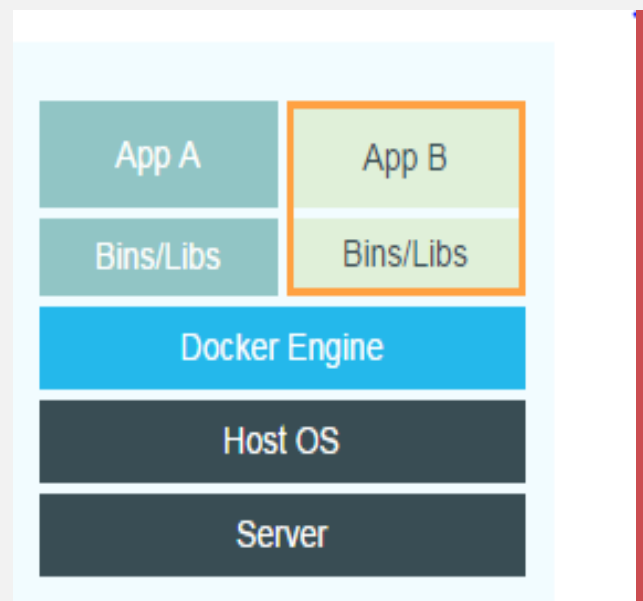 App A App B
Bins/Libs Bins/Libs
Docker Engine
Host OS
Server